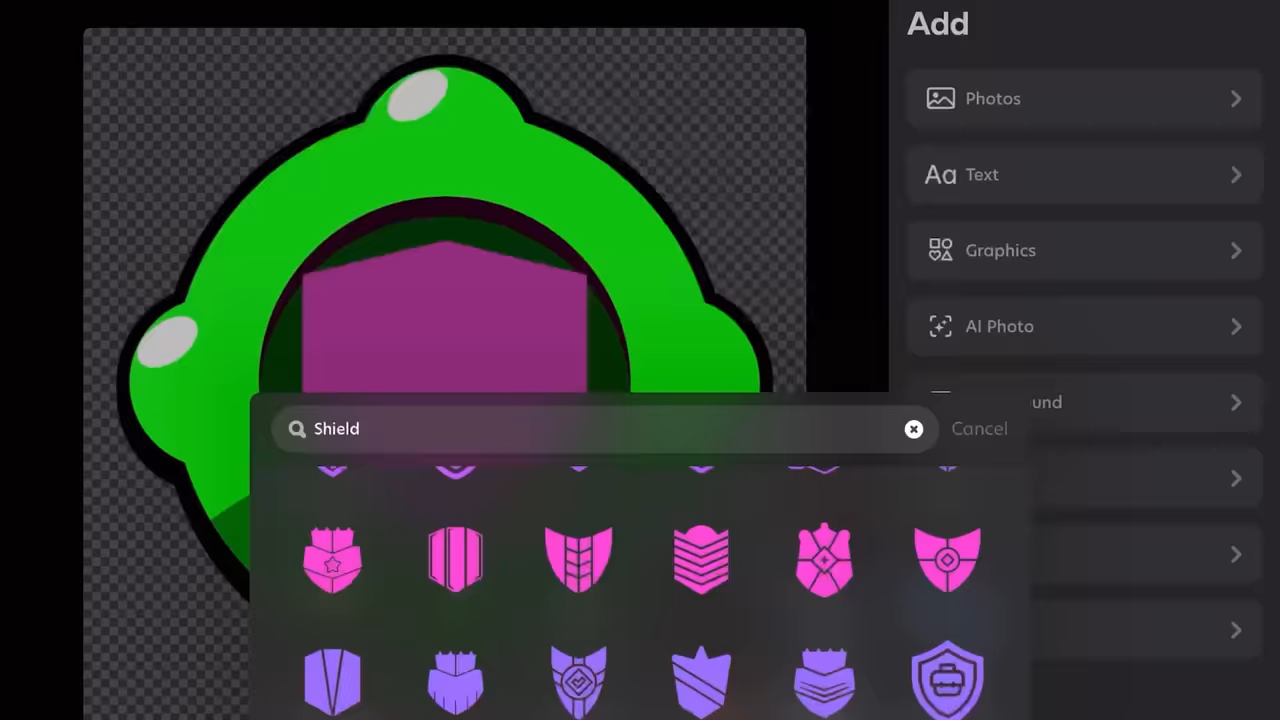 Add
Photos
Aa Text
Graphics
AI Photo
und
Shield
Cancel